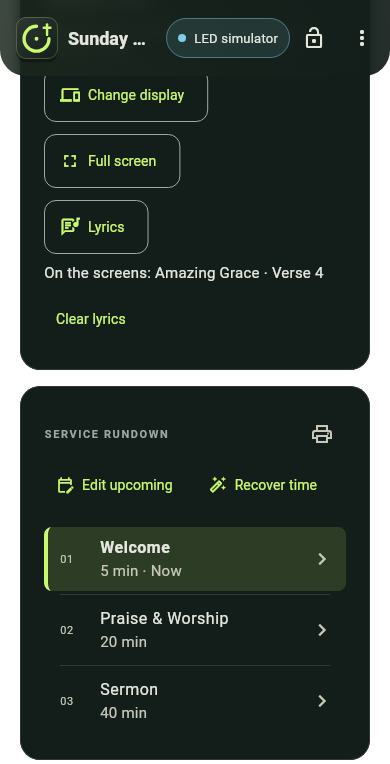 Sunday ...
LED simulator
Change display
Full screen
Lyrics
On the screens: Amazing Grace · Verse 4
Clear lyrics
SERVICE RUNDOWN
Edit upcoming
Recover time
01
Welcome
5 min · Now
02
Praise & Worship
20 min
03
Sermon
40 min